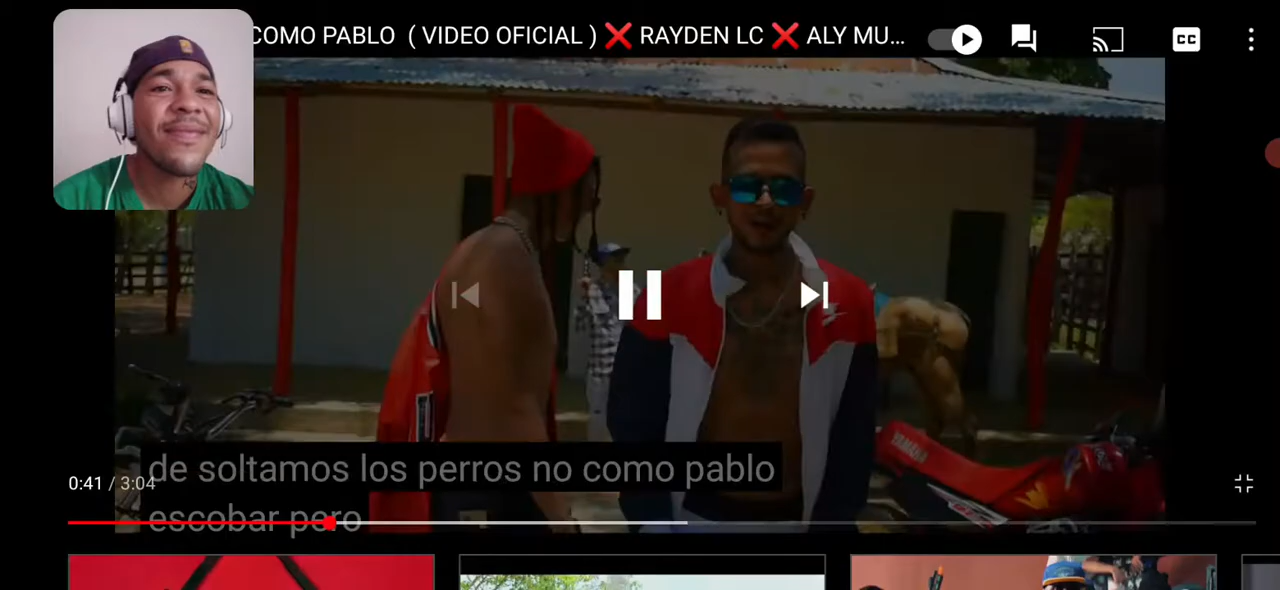 COMO PABLO ( VIDEO OFICIAL ) ❌ RAYDEN LC ❌ ALY MU...
CC
YAMAHA
de soltamos los perros no como pablo
0:41 / 3:04
escobar pero